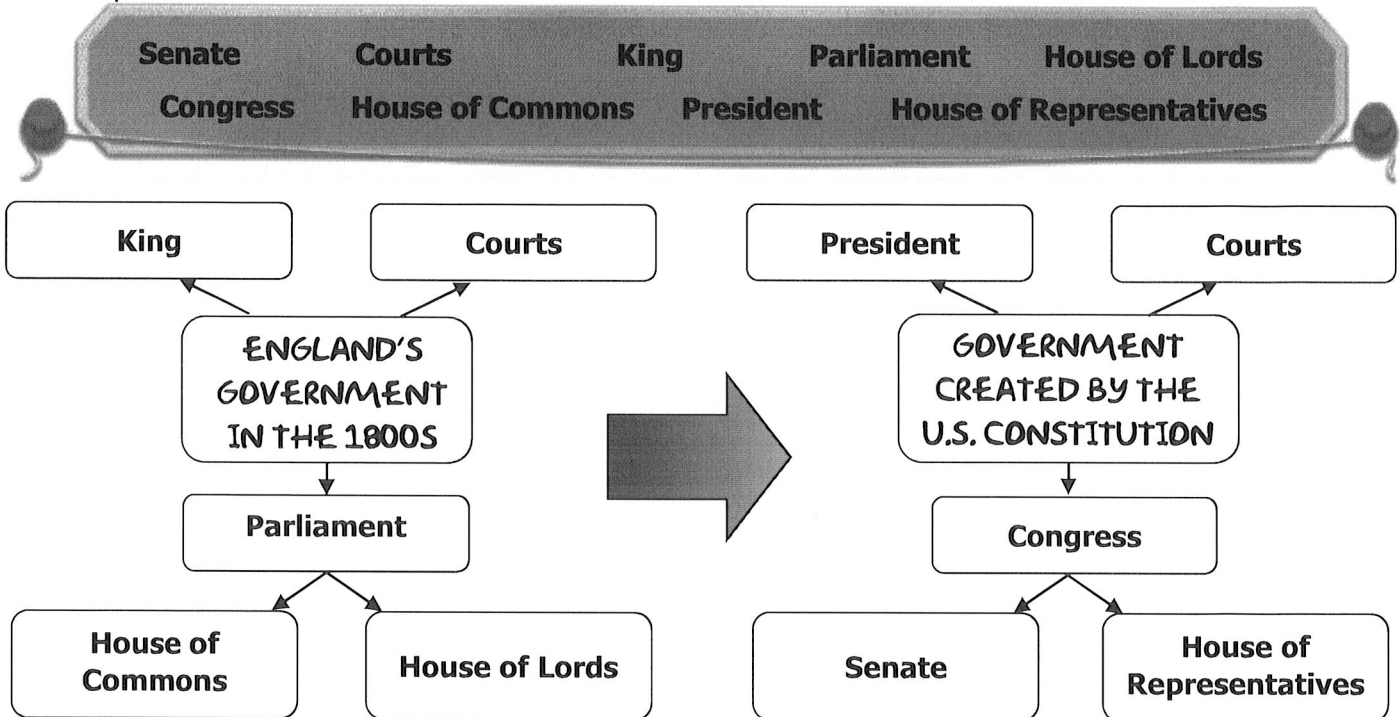 Senate Courts King Parliament House of Lords
Congress House of Commons President House of Representatives
King
Courts
ENGLAND'S
GOVERNMENT
IN THE 1800S
Parliament
House of
Commons
House of Lords
President
Courts
GOVERNMENT
CREATED BY THE
U.S. CONSTITUTION
Congress
Senate
House of
Representatives